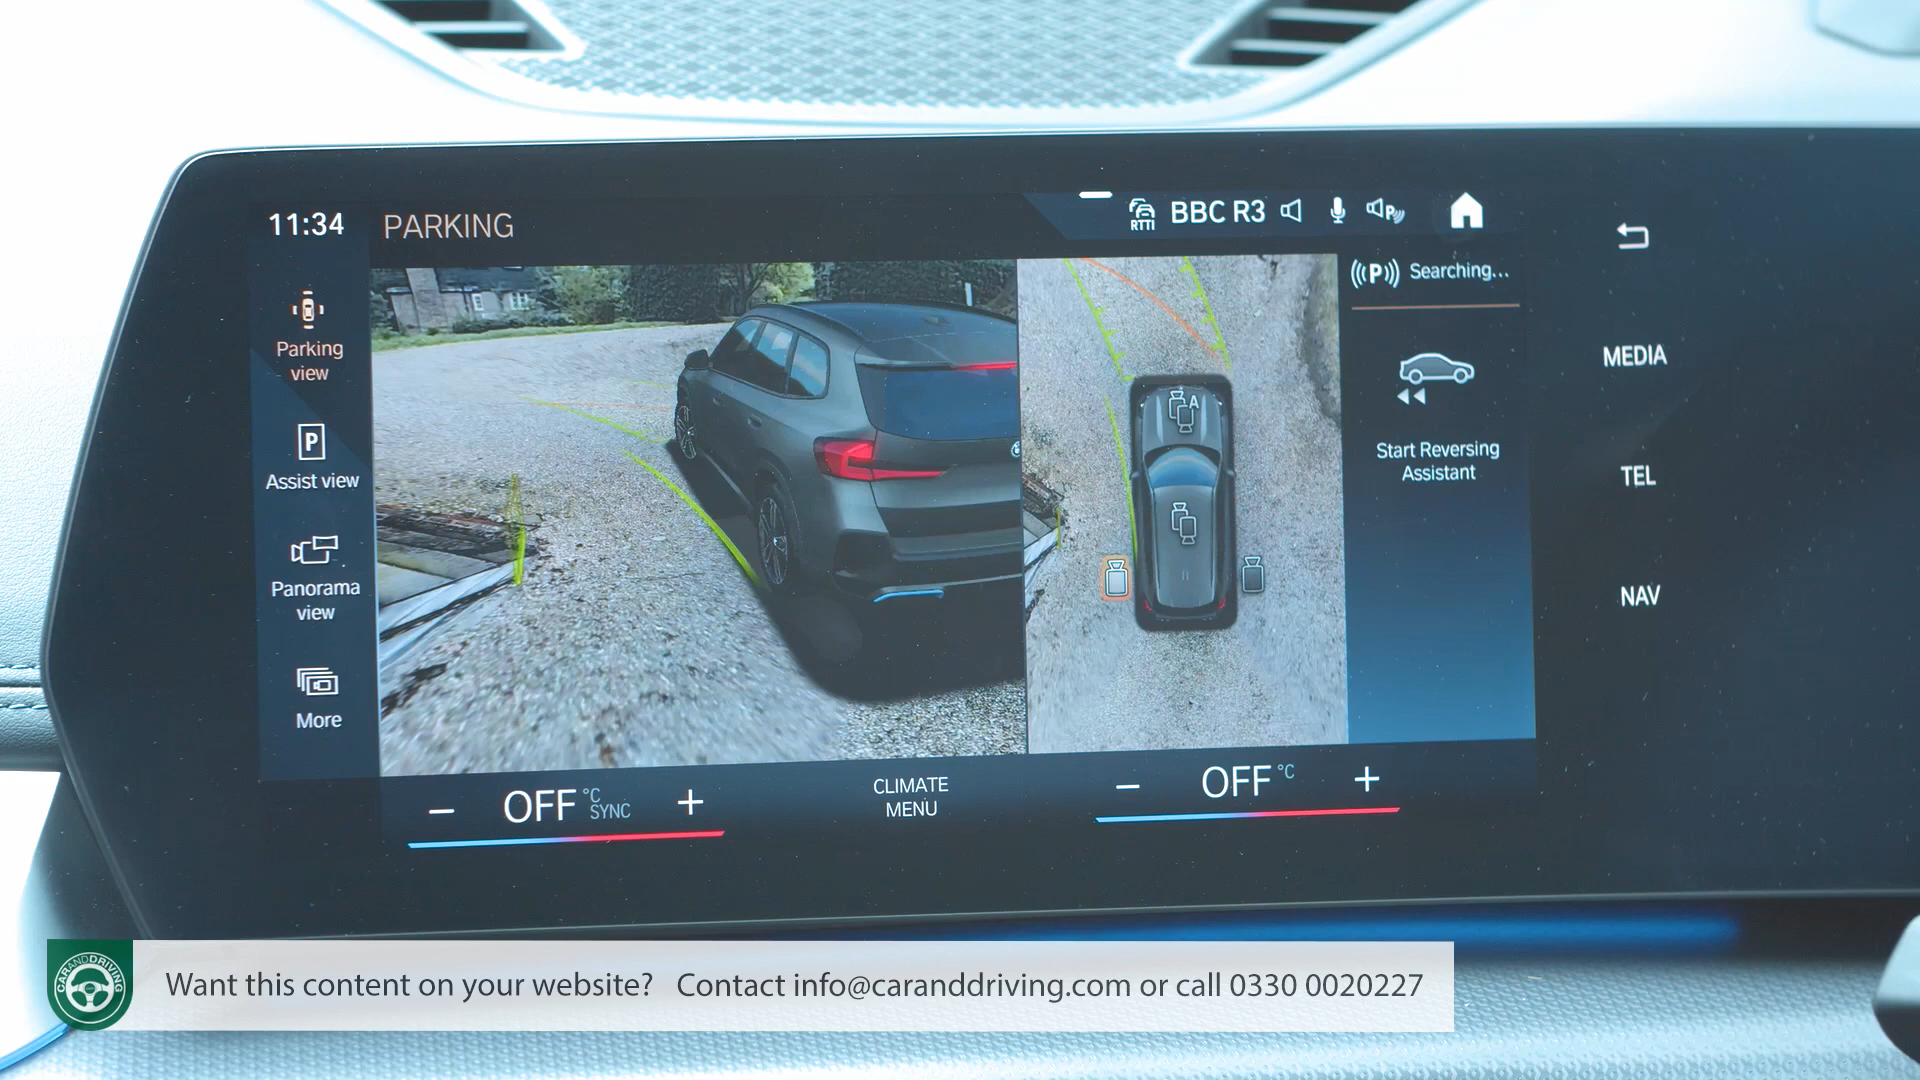 11:34
PARKING
RTTI
BBC R3
P
Parking
view
P
Assist view
Panorama
view
More
A
((P)) Searching...
Start Reversing
Assistant
MEDIA
TEL
NAV
− OFF °C SYNC +
CLIMATE
MENU
− OFF °C +
CARANDDRIVING
Want this content on your website? Contact info@caranddriving.com or call 0330 0020227